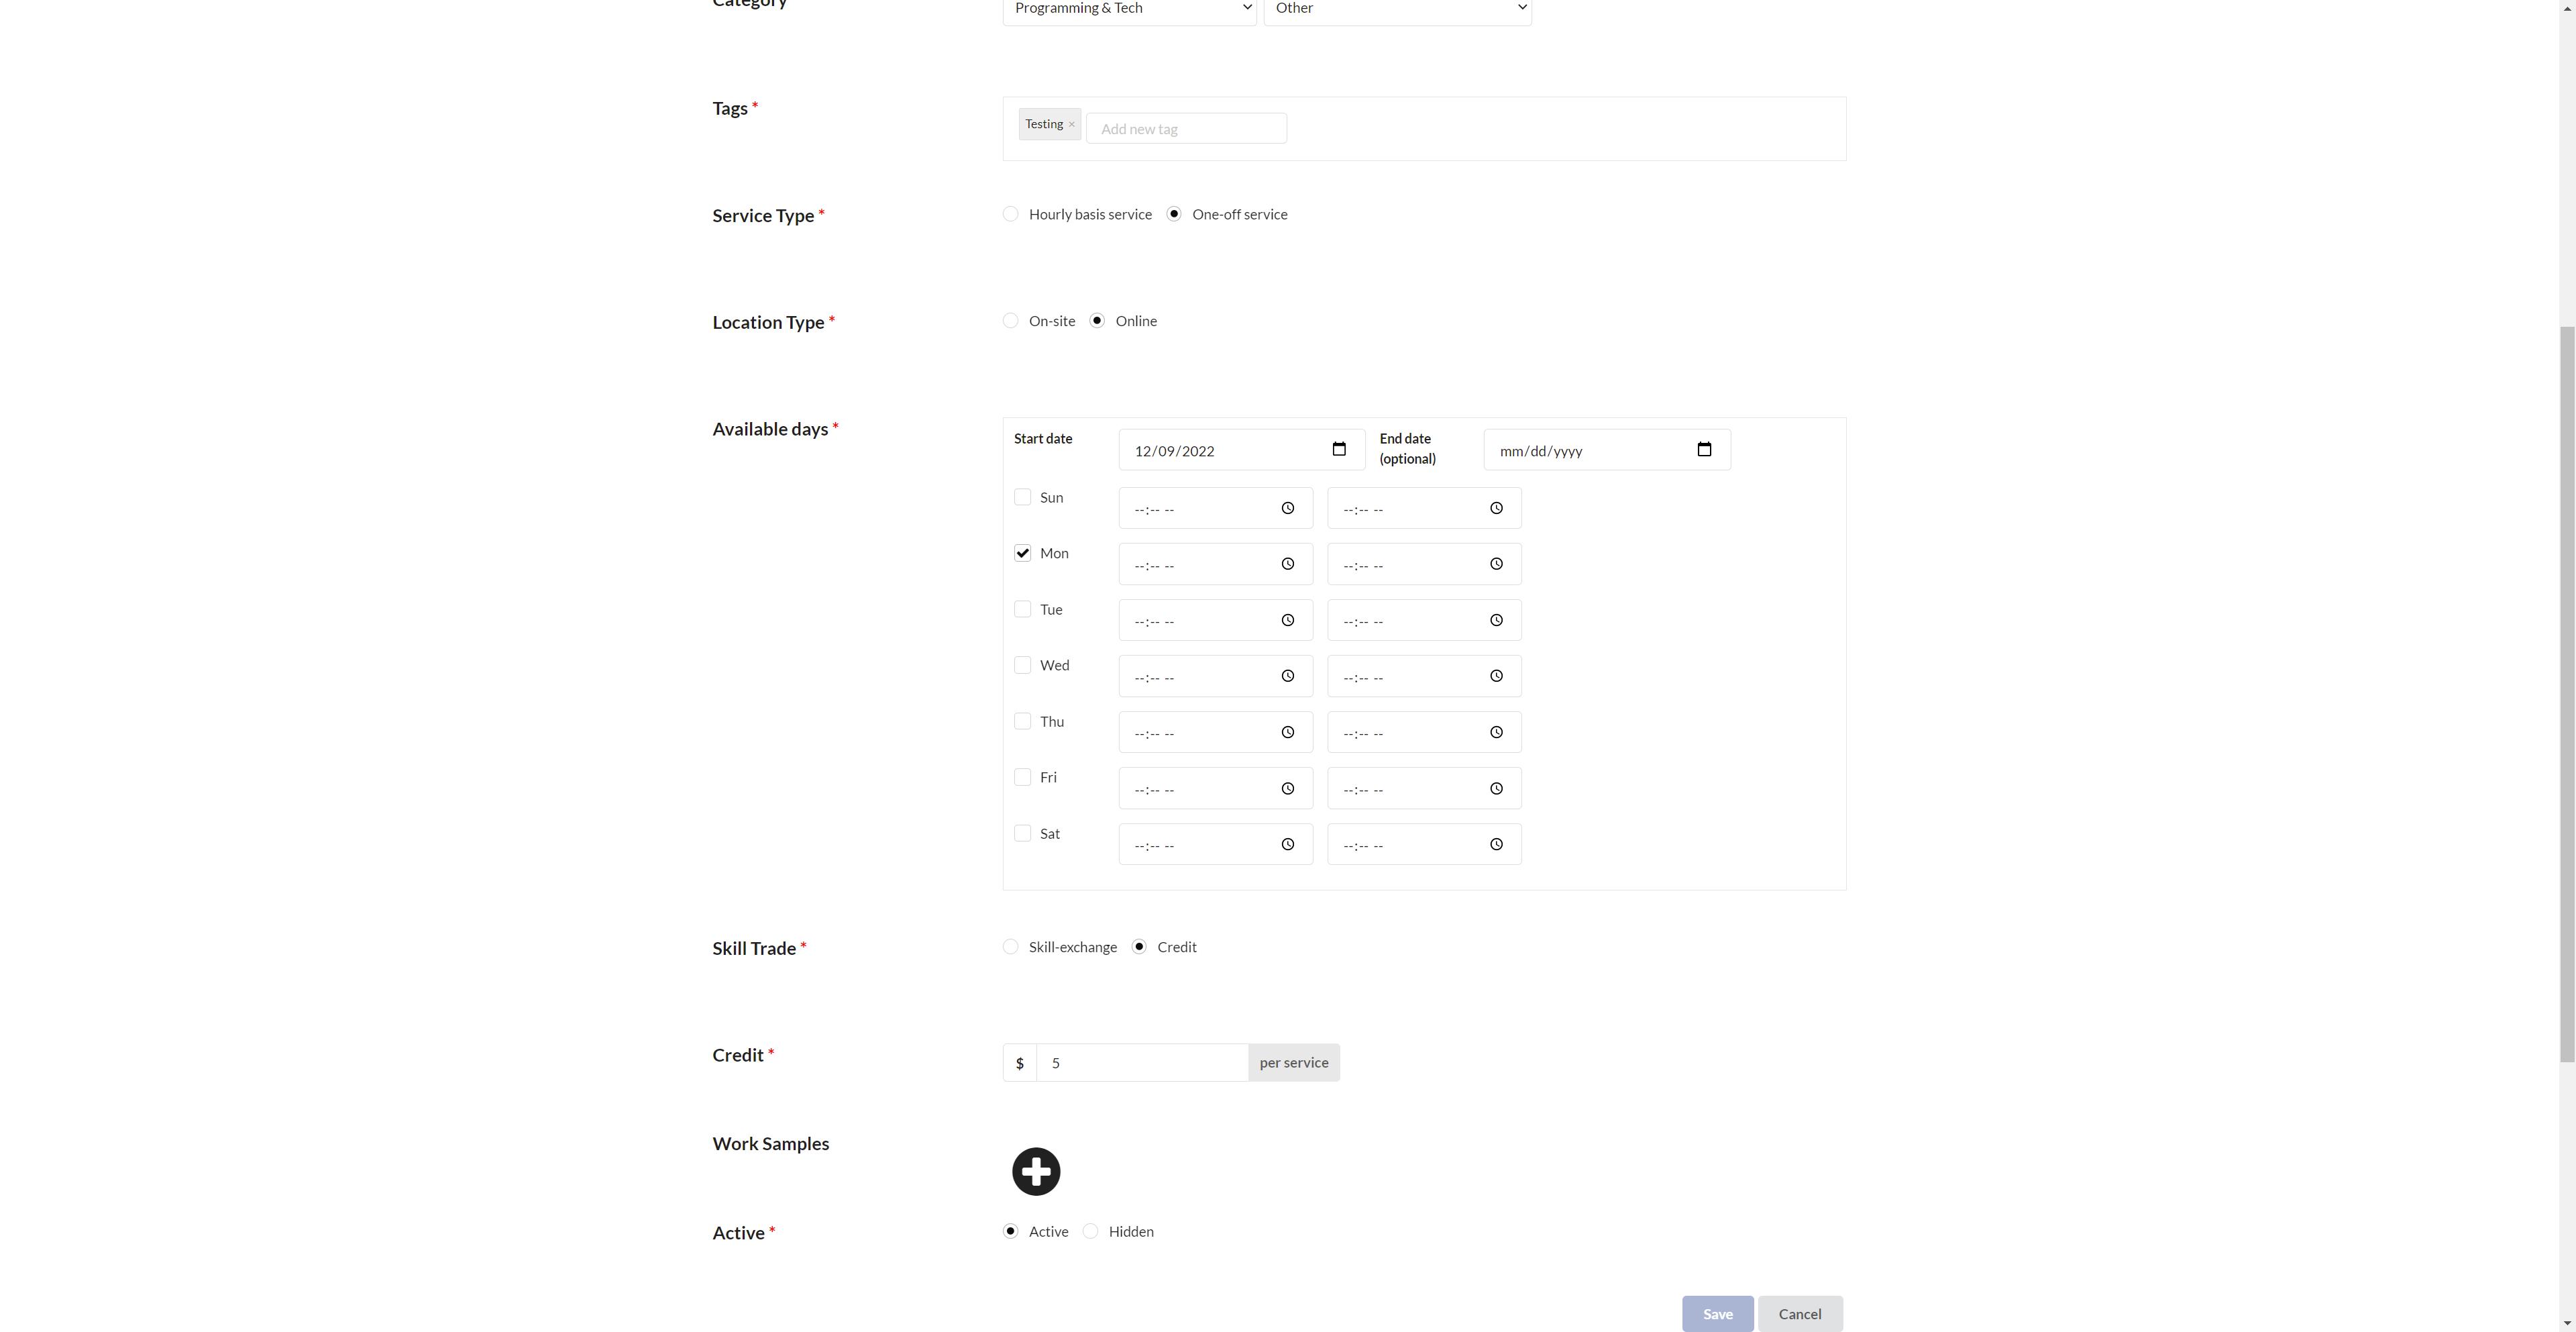 Category
Programming & Tech Other
Tags *
Testing × Add new tag
Service Type *
Hourly basis service One-off service
Location Type *
On-site Online
Available days *
Start date 12/09/2022 End date
(optional) mm/dd/yyyy
Sun --:-- -- --:-- --
Mon --:-- -- --:-- --
Tue --:-- -- --:-- --
Wed --:-- -- --:-- --
Thu --:-- -- --:-- --
Fri --:-- -- --:-- --
Sat --:-- -- --:-- --
Skill Trade *
Skill-exchange Credit
Credit *
$ 5 per service
Work Samples
Active *
Active Hidden
Save Cancel